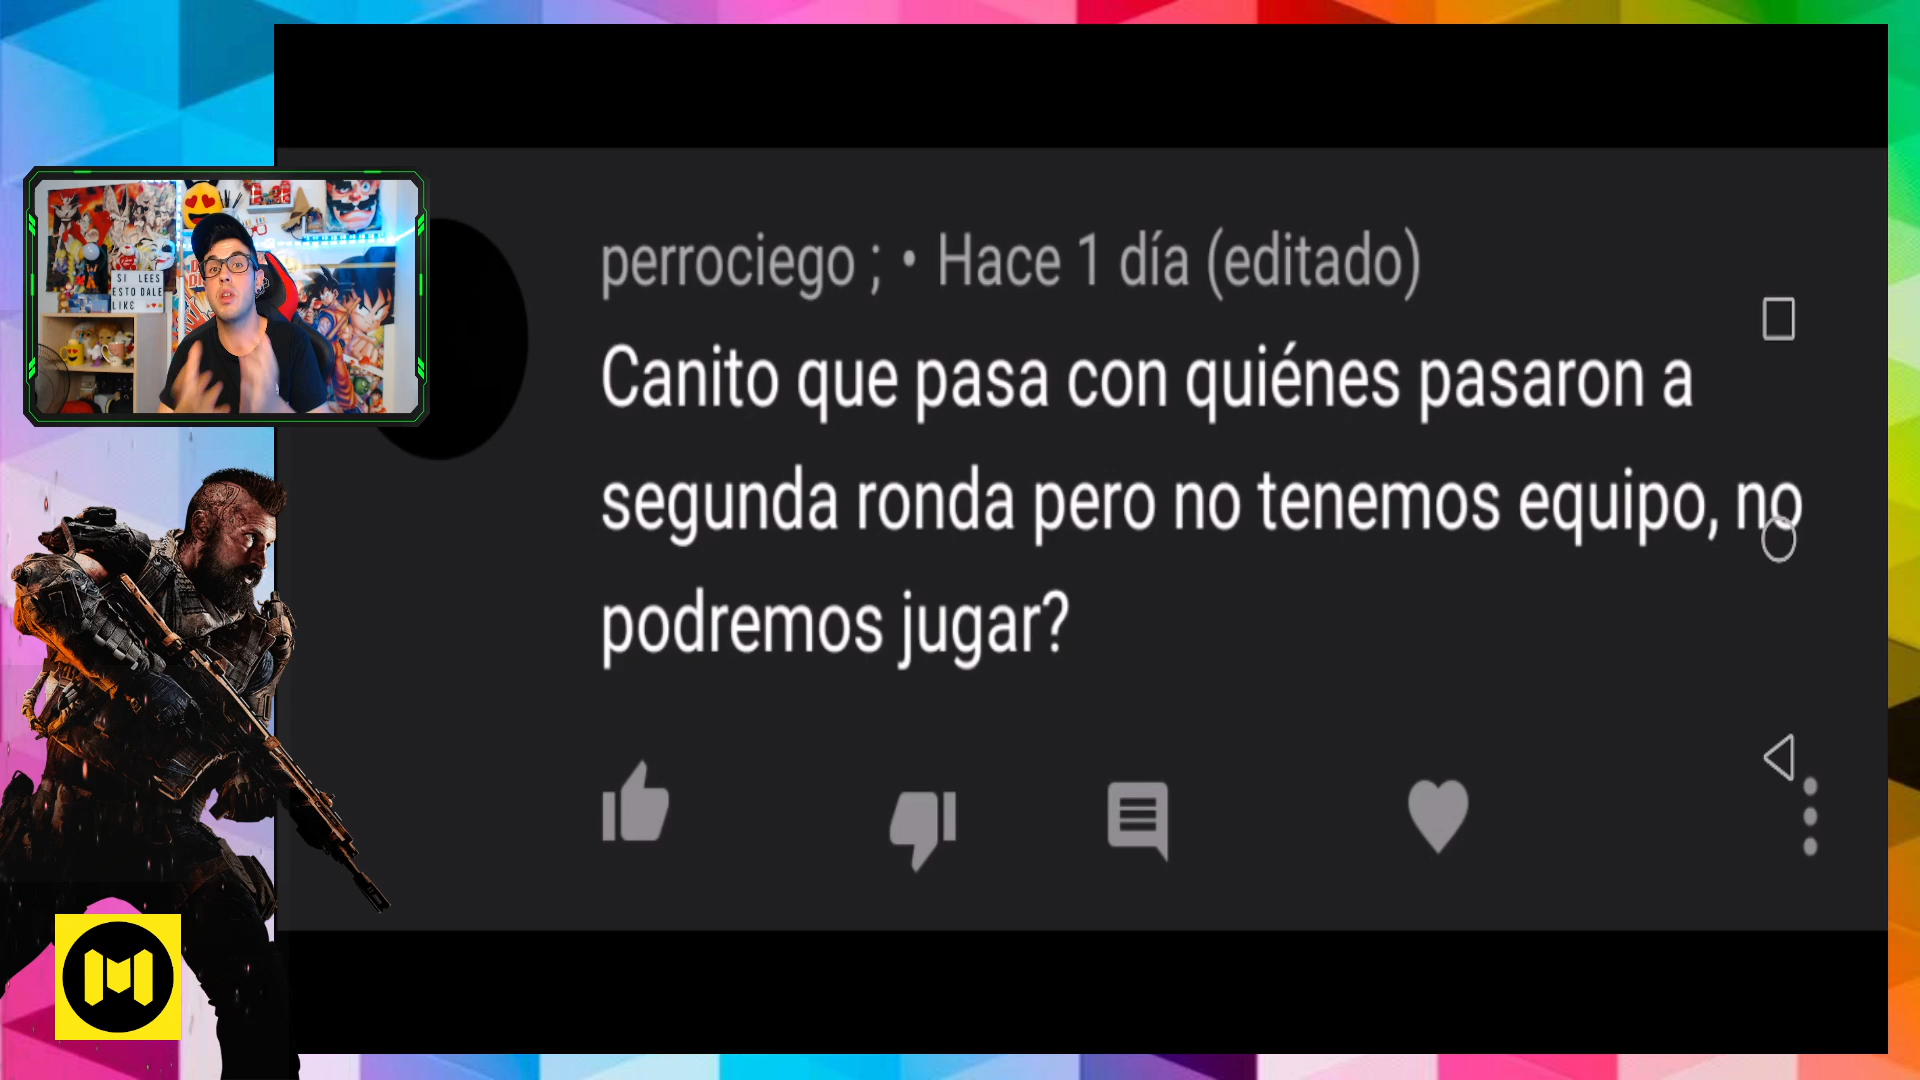 SI LEES
ESTO DALE
LIKE
perrociego ; • Hace 1 día (editado)
Canito que pasa con quiénes pasaron a
segunda ronda pero no tenemos equipo, no
podremos jugar?